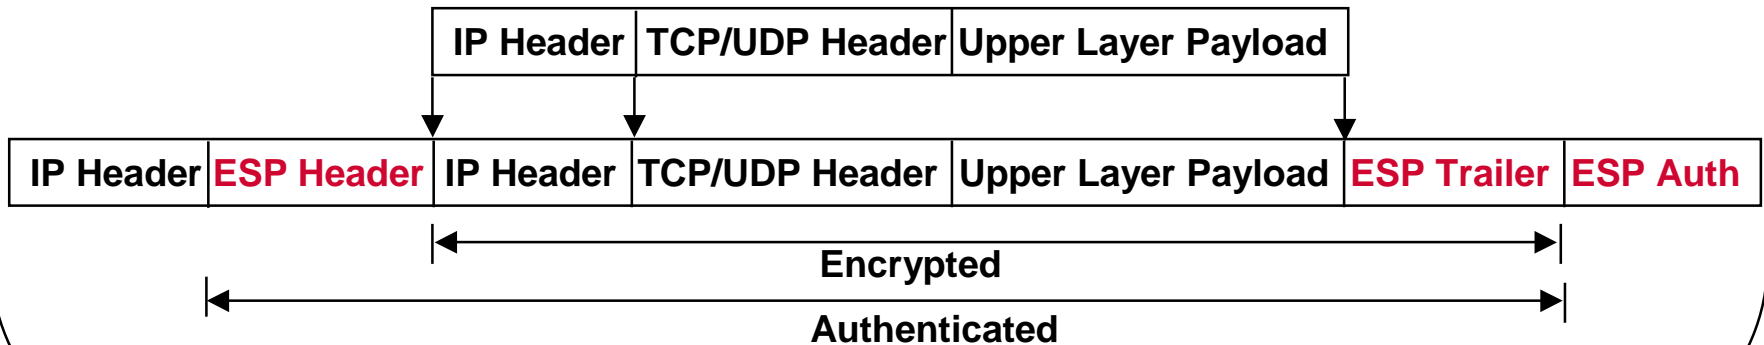 IP Header TCP/UDP Header Upper Layer Payload
IP Header ESP Header IP Header TCP/UDP Header Upper Layer Payload ESP Trailer ESP Auth
Encrypted
Authenticated